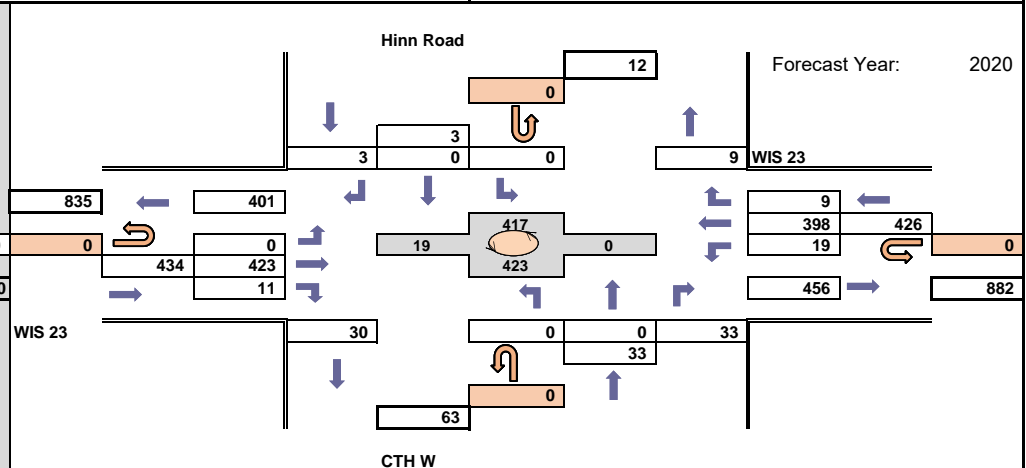 Hinn Road
12
Forecast Year: 2020
0
3
3 0 0 9 WIS 23
835 401 9
417 398 426
0 0 19 0 19 0
434 423 423
0 11 456 882
WIS 23 30 0 0 33
33
0
63
CTH W